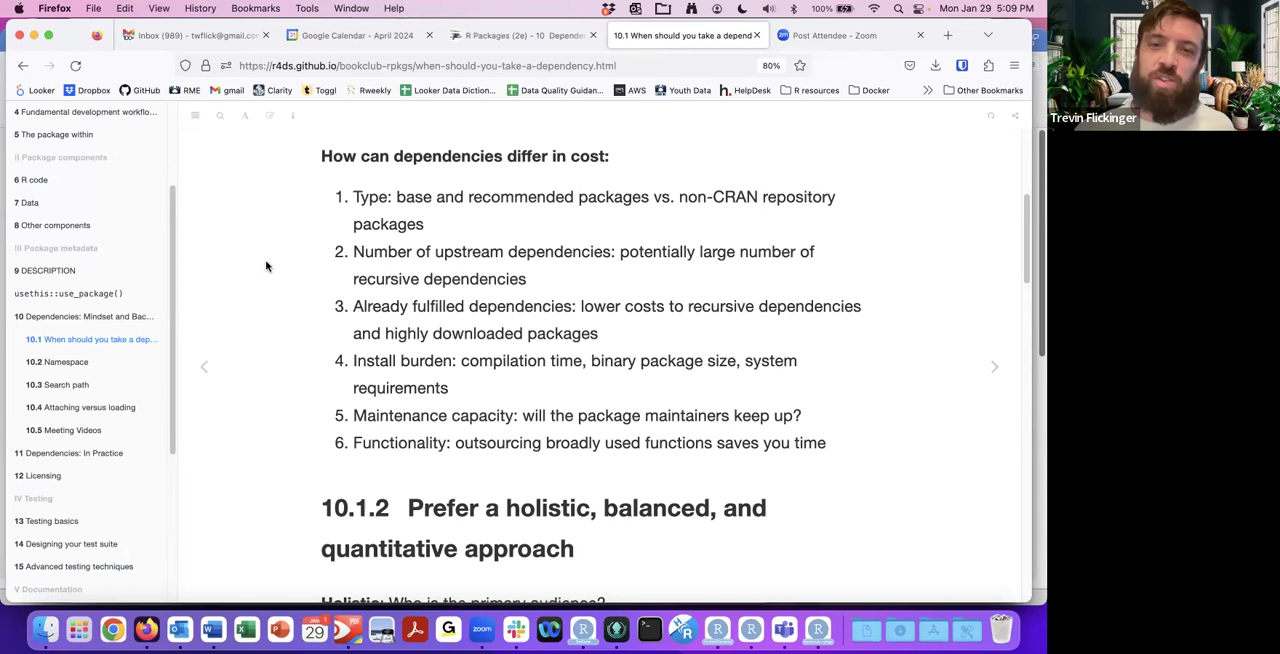 Firefox File Edit View History Bookmarks Tools Window Help 100% Mon Jan 29 5:09 PM
Inbox (989) - twflick@gmail.co
Google Calendar - April 2024
R Packages (2e) - 10 Depende
10.1 When should you take a depend
Post Attendee - Zoom
https://r4ds.github.io/bookclub-rpkgs/when-should-you-take-a-dependency.html 80%
Looker Dropbox GitHub RME gmail Clarity Toggl Rweekly Looker Data Diction... Data Quality Guidan... AWS Youth Data HelpDesk R resources Docker Other Bookmarks
4 Fundamental development workflo...
5 The package within
II Package components
6 R code
7 Data
8 Other components
III Package metadata
9 DESCRIPTION
usethis::use_package()
10 Dependencies: Mindset and Bac...
10.1 When should you take a dep...
10.2 Namespace
10.3 Search path
10.4 Attaching versus loading
10.5 Meeting Videos
11 Dependencies: In Practice
12 Licensing
IV Testing
13 Testing basics
14 Designing your test suite
15 Advanced testing techniques
V Documentation
How can dependencies differ in cost:
1. Type: base and recommended packages vs. non-CRAN repository
packages
2. Number of upstream dependencies: potentially large number of
recursive dependencies
3. Already fulfilled dependencies: lower costs to recursive dependencies
and highly downloaded packages
4. Install burden: compilation time, binary package size, system
requirements
5. Maintenance capacity: will the package maintainers keep up?
6. Functionality: outsourcing broadly used functions saves you time
10.1.2 Prefer a holistic, balanced, and
quantitative approach
Holistic: Who is the primary audience?
Trevin Flickinger
JAN
29
zoom